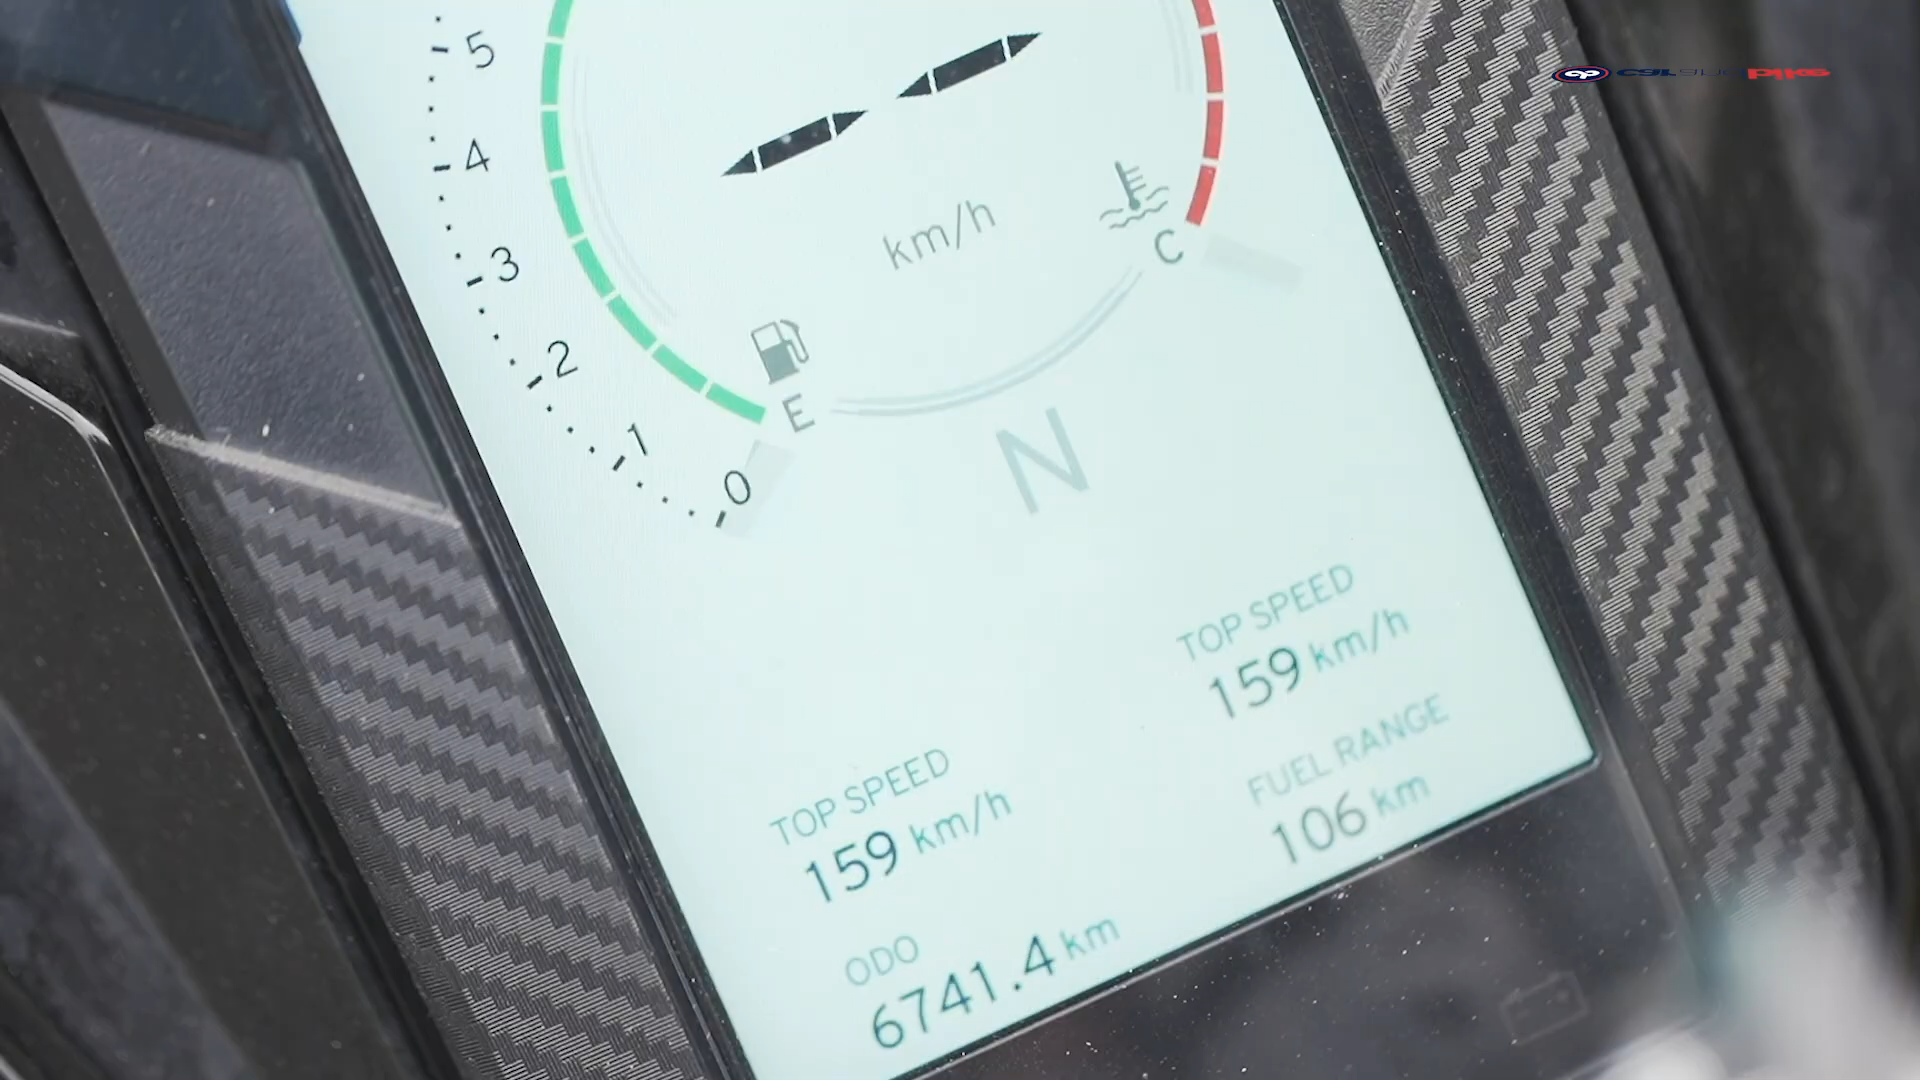 5
4
3
2
1
0
km/h
C
E
N
TOP SPEED
159 km/h
TOP SPEED
159 km/h
FUEL RANGE
106 km
ODO
6741.4 km